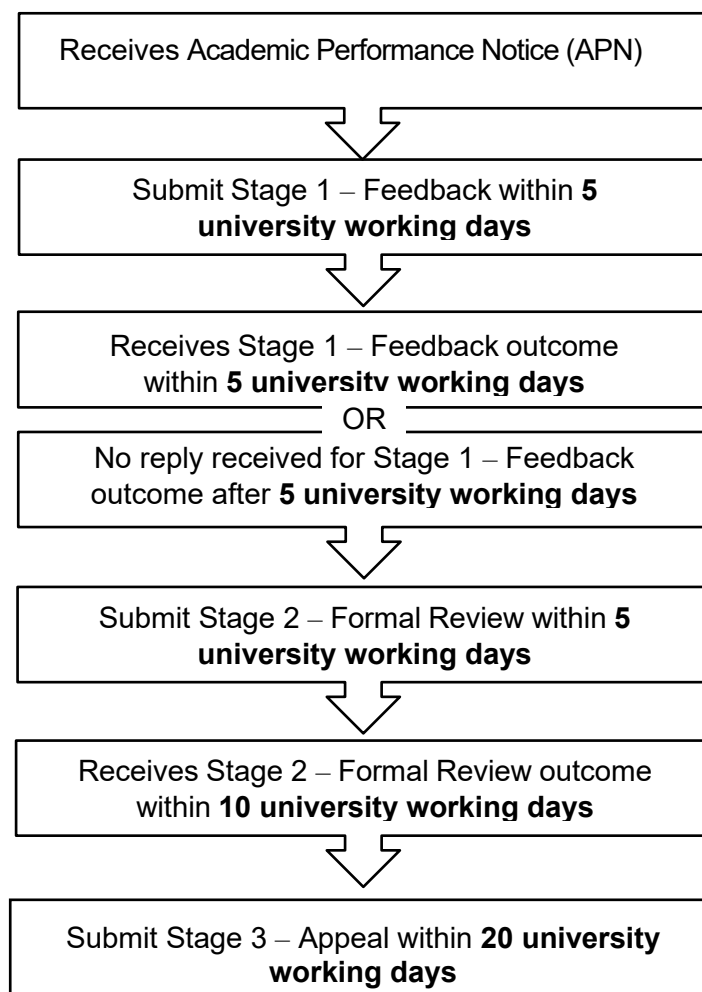 Receives Academic Performance Notice (APN)
Submit Stage 1 – Feedback within 5
university working days
Receives Stage 1 – Feedback outcome
within 5 university working days
OR
No reply received for Stage 1 – Feedback
outcome after 5 university working days
Submit Stage 2 – Formal Review within 5
university working days
Receives Stage 2 – Formal Review outcome
within 10 university working days
Submit Stage 3 – Appeal within 20 university
working days